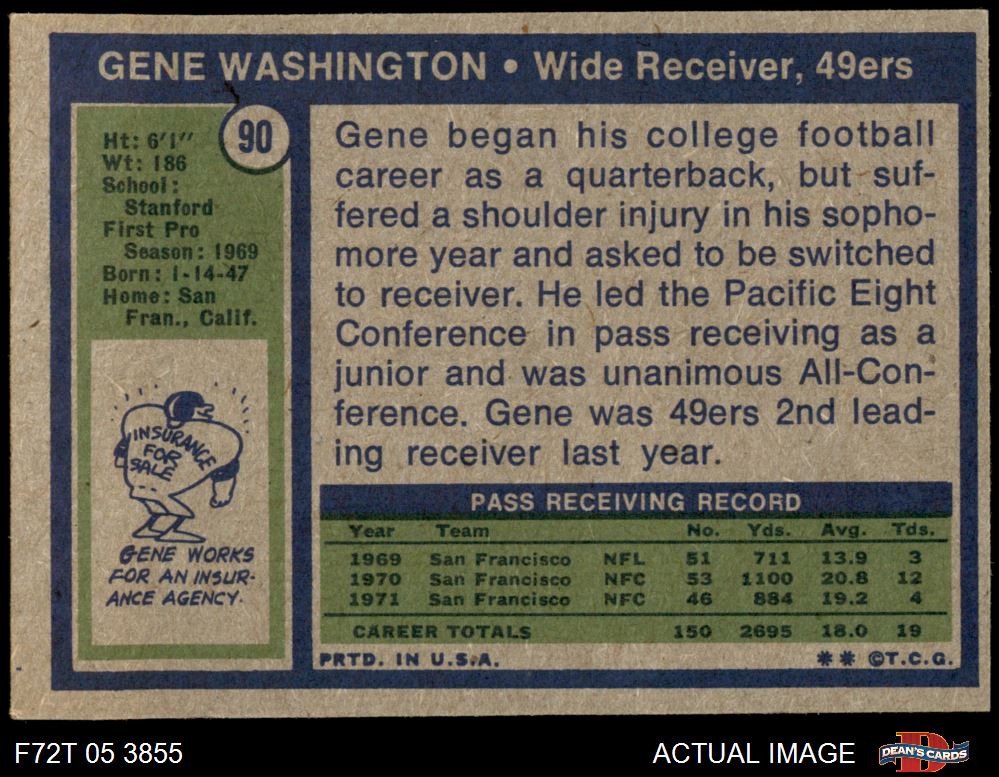 GENE WASHINGTON • Wide Receiver, 49ers
90
Ht: 6'1"
Wt: 186
School:
Stanford
First Pro
Season: 1969
Born: 1-14-47
Home: San
Fran., Calif.
INSURANCE
FOR
SALE
GENE WORKS
FOR AN INSUR-
ANCE AGENCY.
Gene began his college football
career as a quarterback, but suf-
fered a shoulder injury in his sopho-
more year and asked to be switched
to receiver. He led the Pacific Eight
Conference in pass receiving as a
junior and was unanimous All-Con-
ference. Gene was 49ers 2nd lead-
ing receiver last year.
PASS RECEIVING RECORD
Year Team No. Yds. Avg. Tds.
1969 San Francisco NFL 51 711 13.9 3
1970 San Francisco NFC 53 1100 20.8 12
1971 San Francisco NFC 46 884 19.2 4
CAREER TOTALS 150 2695 18.0 19
PRTD. IN U.S.A. ** ©T.C.G.
F72T 05 3855 ACTUAL IMAGE DEAN'S CARDS